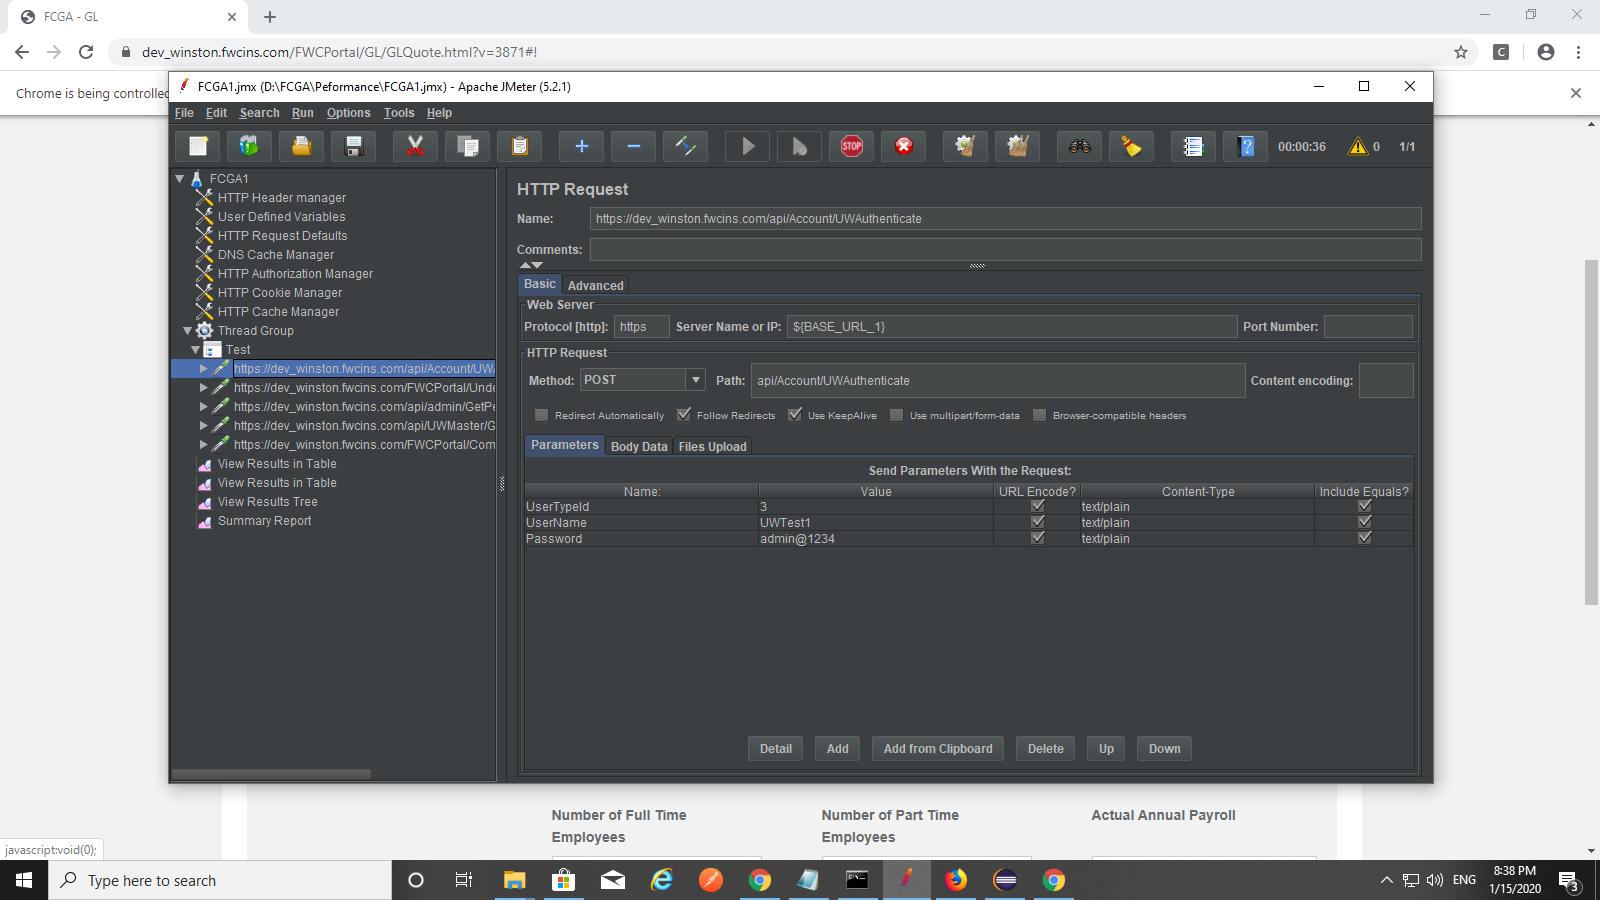 FCGA - GL
dev_winston.fwcins.com/FWCPortal/GL/GLQuote.html?v=3871#!
C
Chrome is being controlled
FCGA1.jmx (D:\FCGA\Peformance\FCGA1.jmx) - Apache JMeter (5.2.1)
File Edit Search Run Options Tools Help
STOP
?
00:00:36
0
1/1
FCGA1
HTTP Header manager
User Defined Variables
HTTP Request Defaults
DNS Cache Manager
HTTP Authorization Manager
HTTP Cookie Manager
HTTP Cache Manager
Thread Group
Test
https://dev_winston.fwcins.com/api/Account/UWA
https://dev_winston.fwcins.com/FWCPortal/Unde
https://dev_winston.fwcins.com/api/admin/GetPe
https://dev_winston.fwcins.com/api/UWMaster/G
https://dev_winston.fwcins.com/FWCPortal/Com
View Results in Table
View Results in Table
View Results Tree
Summary Report
HTTP Request
Name: https://dev_winston.fwcins.com/api/Account/UWAuthenticate
Comments:
Basic Advanced
Web Server
Protocol [http]: https Server Name or IP: ${BASE_URL_1} Port Number:
HTTP Request
Method: POST Path: api/Account/UWAuthenticate Content encoding:
Redirect Automatically Follow Redirects Use KeepAlive Use multipart/form-data Browser-compatible headers
Parameters Body Data Files Upload
Send Parameters With the Request:
Name: Value URL Encode? Content-Type Include Equals?
UserTypeId 3 text/plain
UserName UWTest1 text/plain
Password admin@1234 text/plain
Detail Add Add from Clipboard Delete Up Down
Number of Full Time Employees
Number of Part Time Employees
Actual Annual Payroll
javascript:void(0);
Type here to search
ENG
8:38 PM
1/15/2020
3